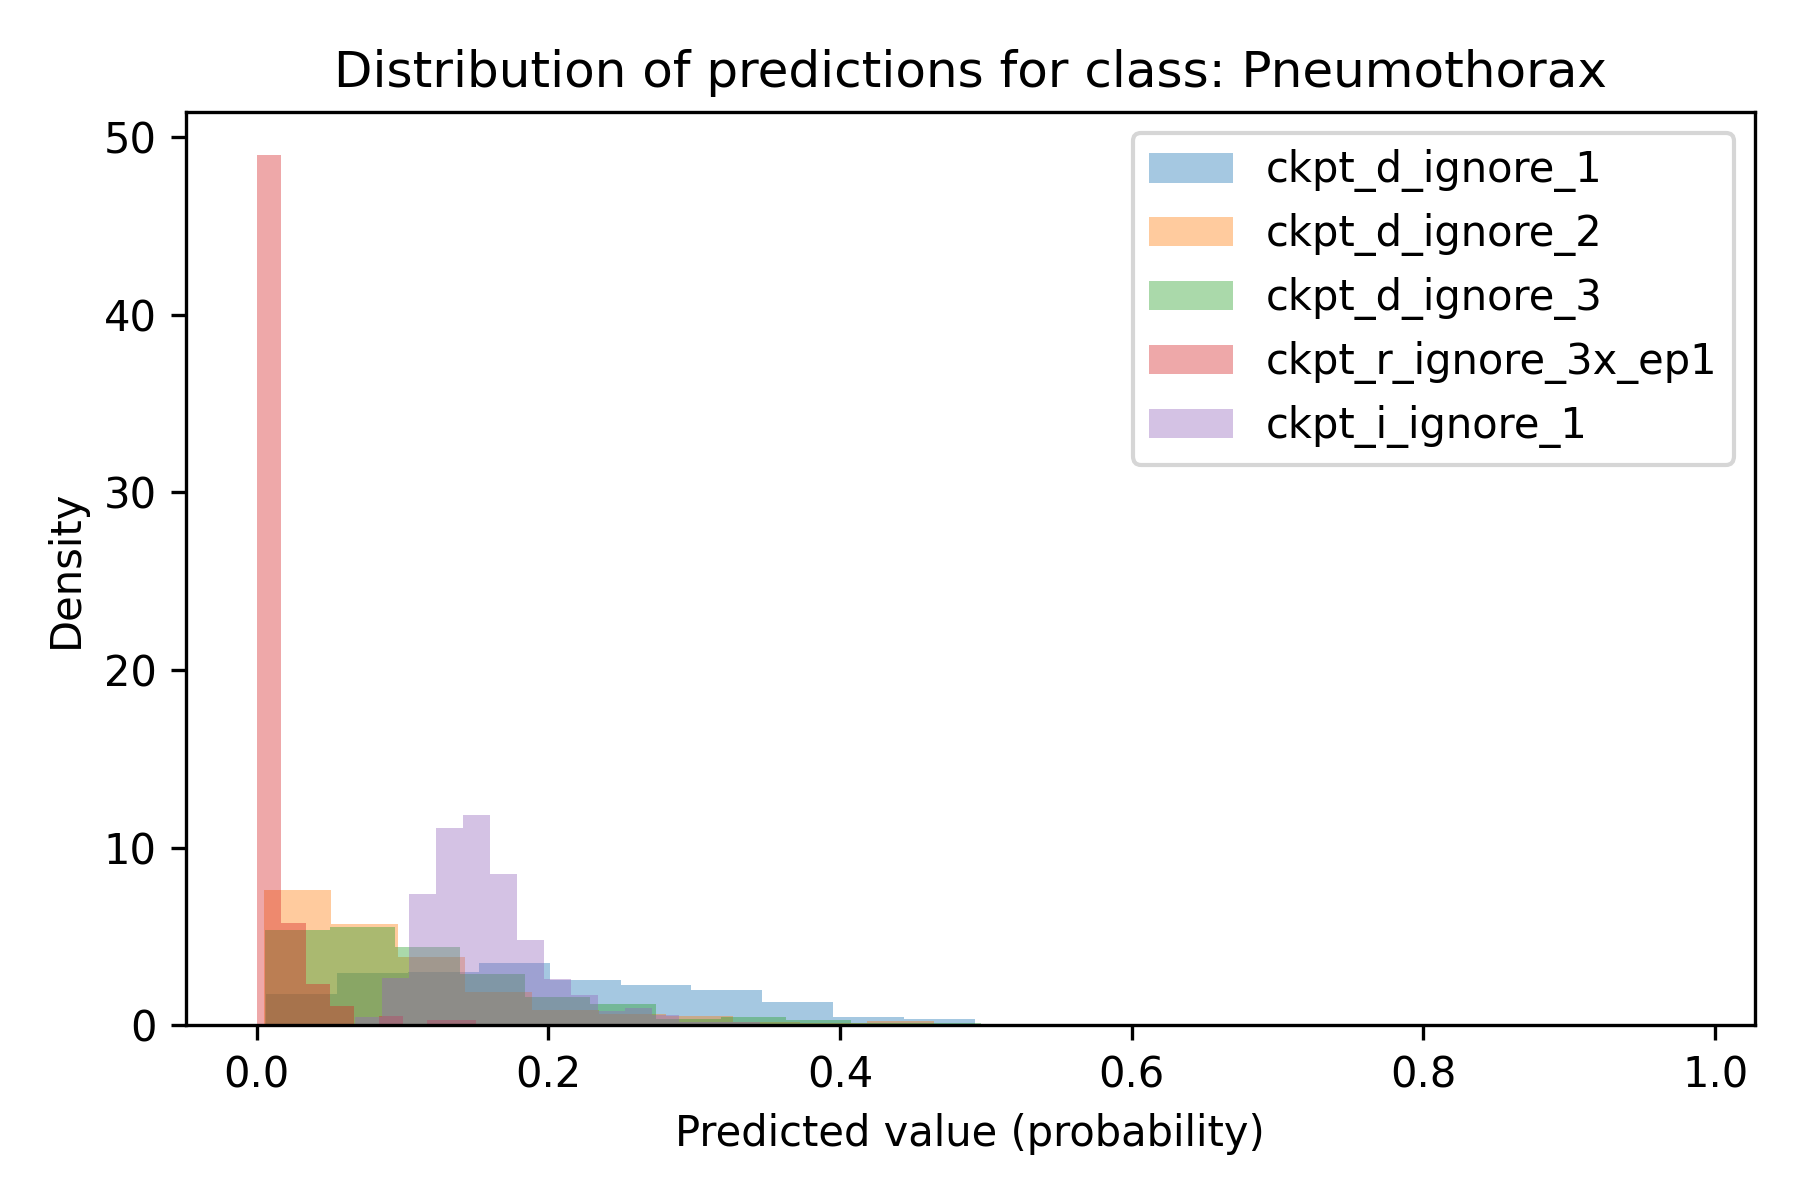 Distribution of predictions for class: Pneumothorax
50
40
30
20
10
0
Density
ckpt_d_ignore_1
ckpt_d_ignore_2
ckpt_d_ignore_3
ckpt_r_ignore_3x_ep1
ckpt_i_ignore_1
0.0 0.2 0.4 0.6 0.8 1.0
Predicted value (probability)